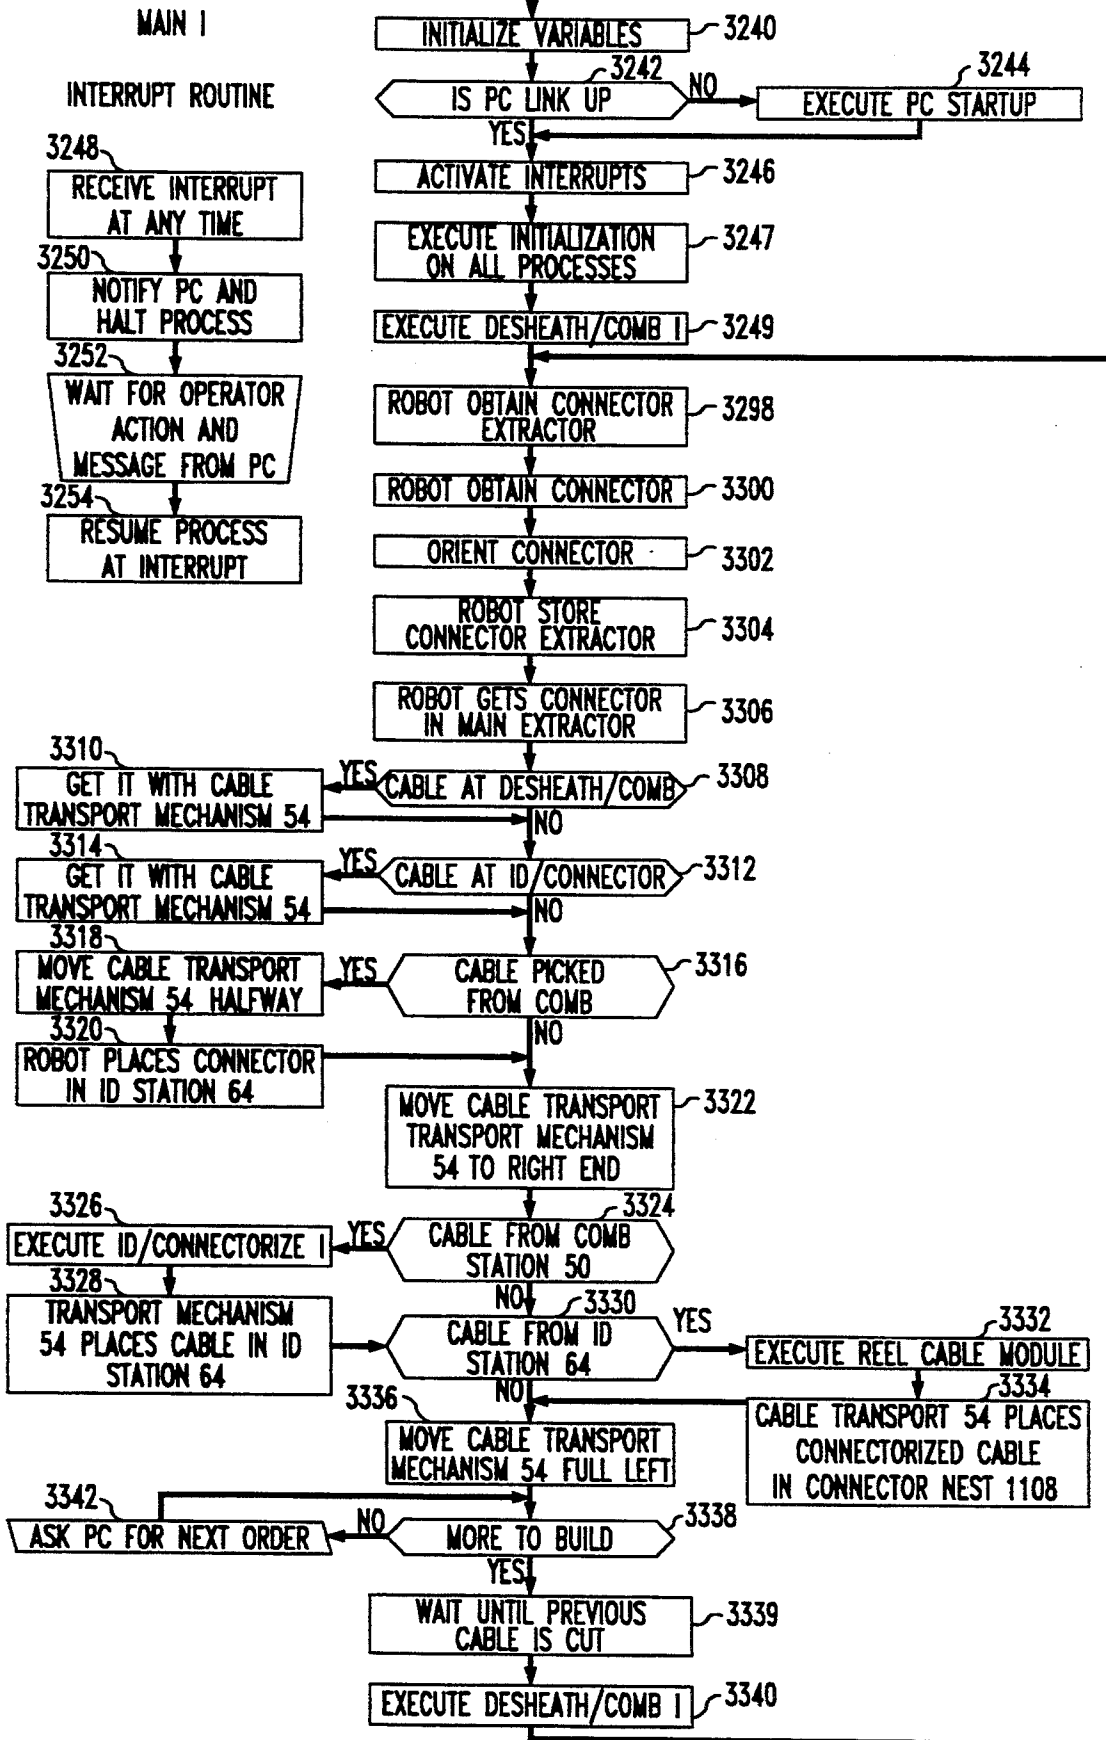 MAIN I
INITIALIZE VARIABLES
3240
3242
IS PC LINK UP
NO
3244
EXECUTE PC STARTUP
YES
ACTIVATE INTERRUPTS
3246
EXECUTE INITIALIZATION
ON ALL PROCESSES
3247
EXECUTE DESHEATH/COMB I
3249
INTERRUPT ROUTINE
3248
RECEIVE INTERRUPT
AT ANY TIME
3250
NOTIFY PC AND
HALT PROCESS
3252
WAIT FOR OPERATOR
ACTION AND
MESSAGE FROM PC
3254
RESUME PROCESS
AT INTERRUPT
ROBOT OBTAIN CONNECTOR
EXTRACTOR
3298
ROBOT OBTAIN CONNECTOR
3300
ORIENT CONNECTOR
3302
ROBOT STORE
CONNECTOR EXTRACTOR
3304
ROBOT GETS CONNECTOR
IN MAIN EXTRACTOR
3306
CABLE AT DESHEATH/COMB
3308
YES
3310
GET IT WITH CABLE
TRANSPORT MECHANISM 54
NO
CABLE AT ID/CONNECTOR
3312
YES
3314
GET IT WITH CABLE
TRANSPORT MECHANISM 54
NO
CABLE PICKED
FROM COMB
3316
YES
3318
MOVE CABLE TRANSPORT
MECHANISM 54 HALFWAY
3320
ROBOT PLACES CONNECTOR
IN ID STATION 64
NO
MOVE CABLE TRANSPORT
TRANSPORT MECHANISM
54 TO RIGHT END
3322
3324
CABLE FROM COMB
STATION 50
YES
3326
EXECUTE ID/CONNECTORIZE I
3328
TRANSPORT MECHANISM
54 PLACES CABLE IN ID
STATION 64
NO
3330
CABLE FROM ID
STATION 64
YES
3332
EXECUTE REEL CABLE MODULE
3334
CABLE TRANSPORT 54 PLACES
CONNECTORIZED CABLE
IN CONNECTOR NEST 1108
NO
3336
MOVE CABLE TRANSPORT
MECHANISM 54 FULL LEFT
3338
MORE TO BUILD
NO
3342
ASK PC FOR NEXT ORDER
YES
WAIT UNTIL PREVIOUS
CABLE IS CUT
3339
EXECUTE DESHEATH/COMB I
3340